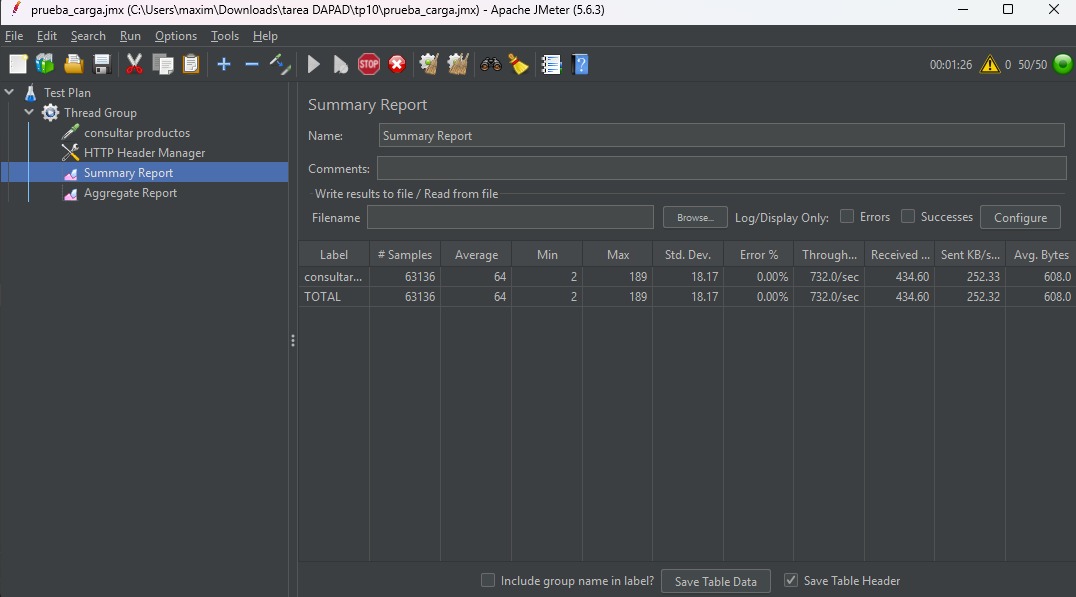 prueba_carga.jmx (C:\Users\maxim\Downloads\tarea DAPAD\tp10\prueba_carga.jmx) - Apache JMeter (5.6.3)
File Edit Search Run Options Tools Help
STOP 00:01:26 0 50/50
Test Plan
Thread Group
consultar productos
HTTP Header Manager
Summary Report
Aggregate Report
Summary Report
Name: Summary Report
Comments:
Write results to file / Read from file
Filename Browse... Log/Display Only: Errors Successes Configure
Label # Samples Average Min Max Std. Dev. Error % Through... Received ... Sent KB/s... Avg. Bytes
consultar... 63136 64 2 189 18.17 0.00% 732.0/sec 434.60 252.33 608.0
TOTAL 63136 64 2 189 18.17 0.00% 732.0/sec 434.60 252.32 608.0
Include group name in label? Save Table Data Save Table Header